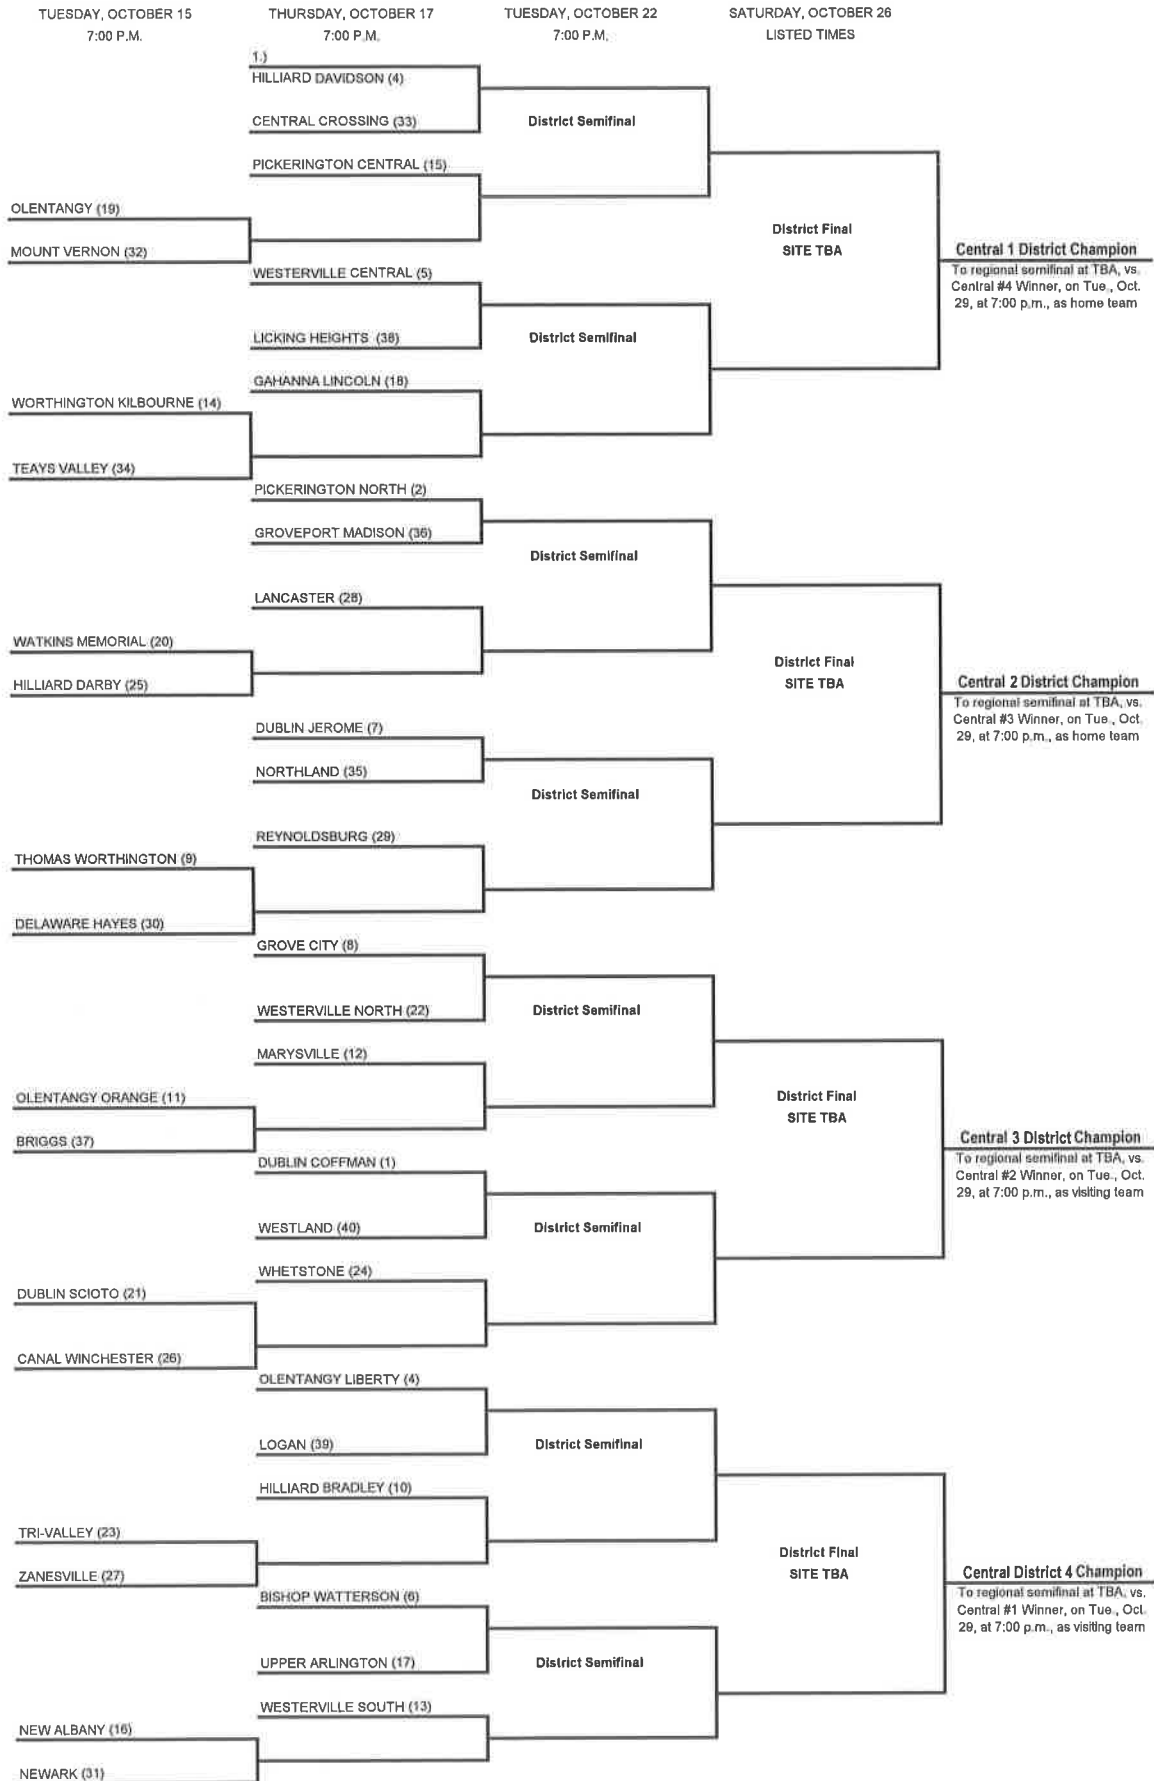 TUESDAY, OCTOBER 15
7:00 P.M.
THURSDAY, OCTOBER 17
7:00 P.M.
TUESDAY, OCTOBER 22
7:00 P.M.
SATURDAY, OCTOBER 26
LISTED TIMES
1.)
HILLIARD DAVIDSON (4)
CENTRAL CROSSING (33)
District Semifinal
PICKERINGTON CENTRAL (15)
OLENTANGY (19)
MOUNT VERNON (32)
District Final
SITE TBA
Central 1 District Champion
To regional semifinal at TBA, vs.
Central #4 Winner, on Tue., Oct.
29, at 7:00 p.m., as home team
WESTERVILLE CENTRAL (5)
LICKING HEIGHTS (38)
District Semifinal
GAHANNA LINCOLN (18)
WORTHINGTON KILBOURNE (14)
TEAYS VALLEY (34)
PICKERINGTON NORTH (2)
GROVEPORT MADISON (36)
District Semifinal
LANCASTER (28)
WATKINS MEMORIAL (20)
HILLIARD DARBY (25)
District Final
SITE TBA
Central 2 District Champion
To regional semifinal at TBA, vs.
Central #3 Winner, on Tue., Oct.
29, at 7:00 p.m., as home team
DUBLIN JEROME (7)
NORTHLAND (35)
District Semifinal
REYNOLDSBURG (29)
THOMAS WORTHINGTON (9)
DELAWARE HAYES (30)
GROVE CITY (8)
WESTERVILLE NORTH (22)
District Semifinal
MARYSVILLE (12)
OLENTANGY ORANGE (11)
BRIGGS (37)
District Final
SITE TBA
Central 3 District Champion
To regional semifinal at TBA, vs.
Central #2 Winner, on Tue., Oct.
29, at 7:00 p.m., as visiting team
DUBLIN COFFMAN (1)
WESTLAND (40)
District Semifinal
WHETSTONE (24)
DUBLIN SCIOTO (21)
CANAL WINCHESTER (26)
OLENTANGY LIBERTY (4)
LOGAN (39)
District Semifinal
HILLIARD BRADLEY (10)
TRI-VALLEY (23)
ZANESVILLE (27)
District Final
SITE TBA
Central District 4 Champion
To regional semifinal at TBA, vs.
Central #1 Winner, on Tue., Oct.
29, at 7:00 p.m., as visiting team
BISHOP WATTERSON (6)
UPPER ARLINGTON (17)
District Semifinal
WESTERVILLE SOUTH (13)
NEW ALBANY (16)
NEWARK (31)